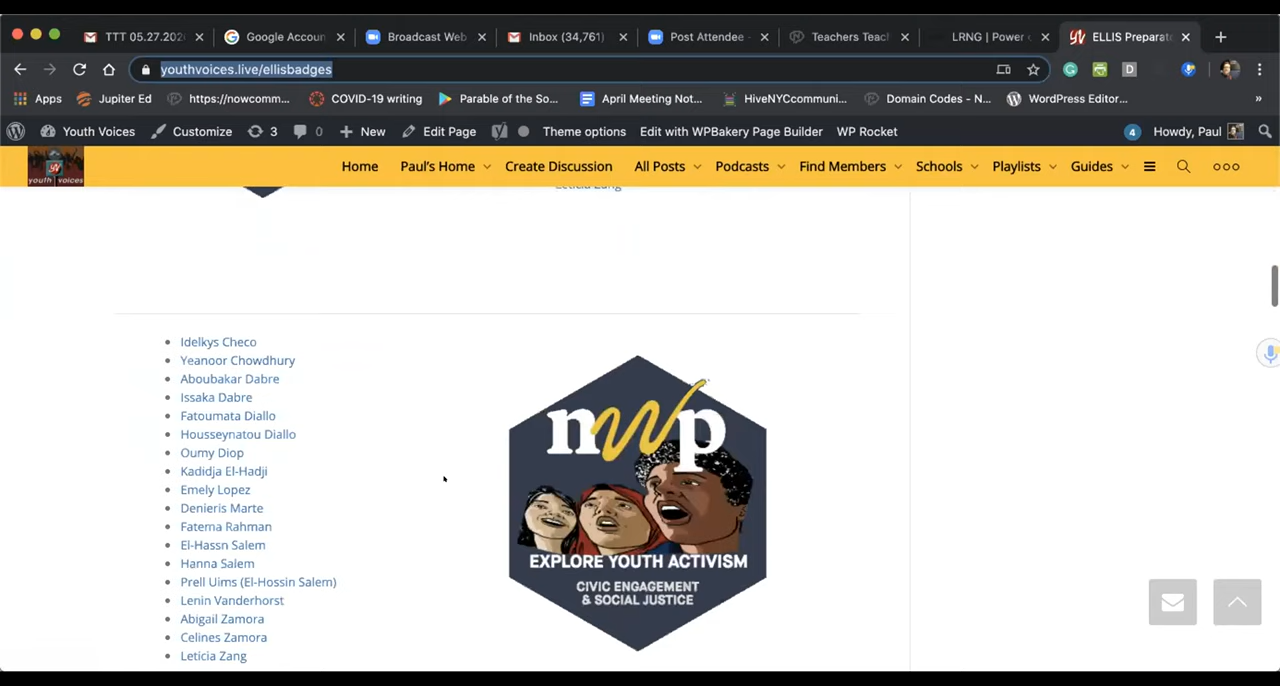 TTT 05.27.202
Google Accoun
Broadcast Web
Inbox (34,761)
Post Attendee -
Teachers Teac
LRNG | Power o
ELLIS Preparat
youthvoices.live/ellisbadges
Apps
Jupiter Ed
https://nowcomm...
COVID-19 writing
Parable of the So...
April Meeting Not...
HiveNYCcommuni...
Domain Codes - N...
WordPress Editor...
»
Youth Voices
Customize
3
0
New
Edit Page
Edit with WPBakery Page Builder
Theme options
WP Rocket
4
Howdy, Paul
youth voices
Home
Paul's Home
Create Discussion
All Posts
Podcasts
Find Members
Schools
Playlists
Guides
Leticia Zang
Idelkys Checo
Yeanoor Chowdhury
Aboubakar Dabre
Issaka Dabre
Fatoumata Diallo
Housseynatou Diallo
Oumy Diop
Kadidja El-Hadji
Emely Lopez
Denieris Marte
Fatema Rahman
El-Hassn Salem
Hanna Salem
Prell Uims (El-Hossin Salem)
Lenin Vanderhorst
Abigail Zamora
Celines Zamora
Leticia Zang
nwp
EXPLORE YOUTH ACTIVISM
CIVIC ENGAGEMENT
& SOCIAL JUSTICE